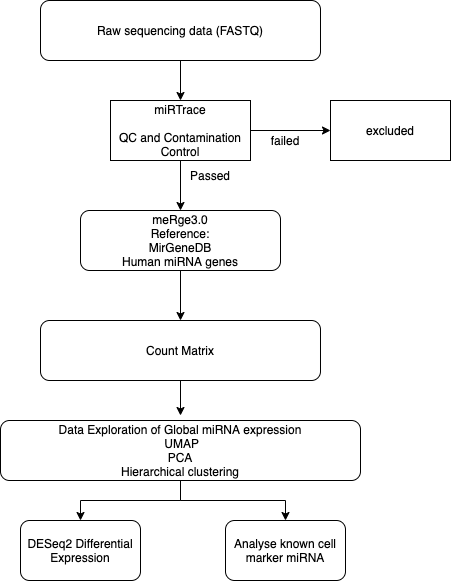 Raw sequencing data (FASTQ)
miRTrace
QC and Contamination
Control
failed
excluded
Passed
meRge3.0
Reference:
MirGeneDB
Human miRNA genes
Count Matrix
Data Exploration of Global miRNA expression
UMAP
PCA
Hierarchical clustering
DESeq2 Differential
Expression
Analyse known cell
marker miRNA